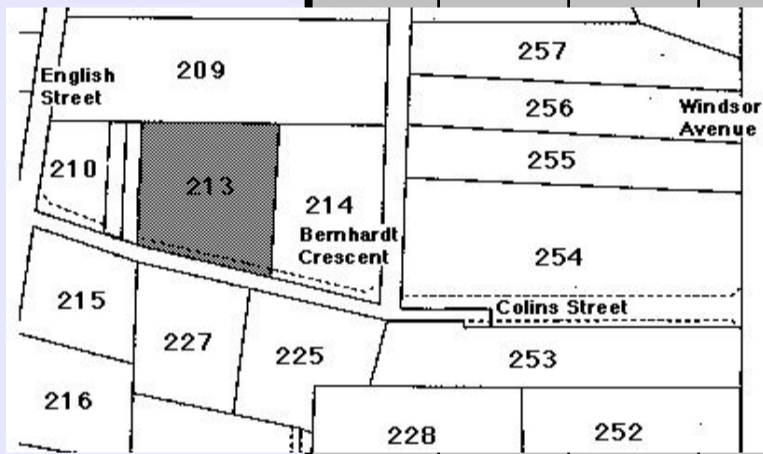 257
209
English
Street
256
Windsor
Avenue
255
210
213
214
Bernhardt
Crescent
254
215
Colins Street
227
225
253
216
228
252